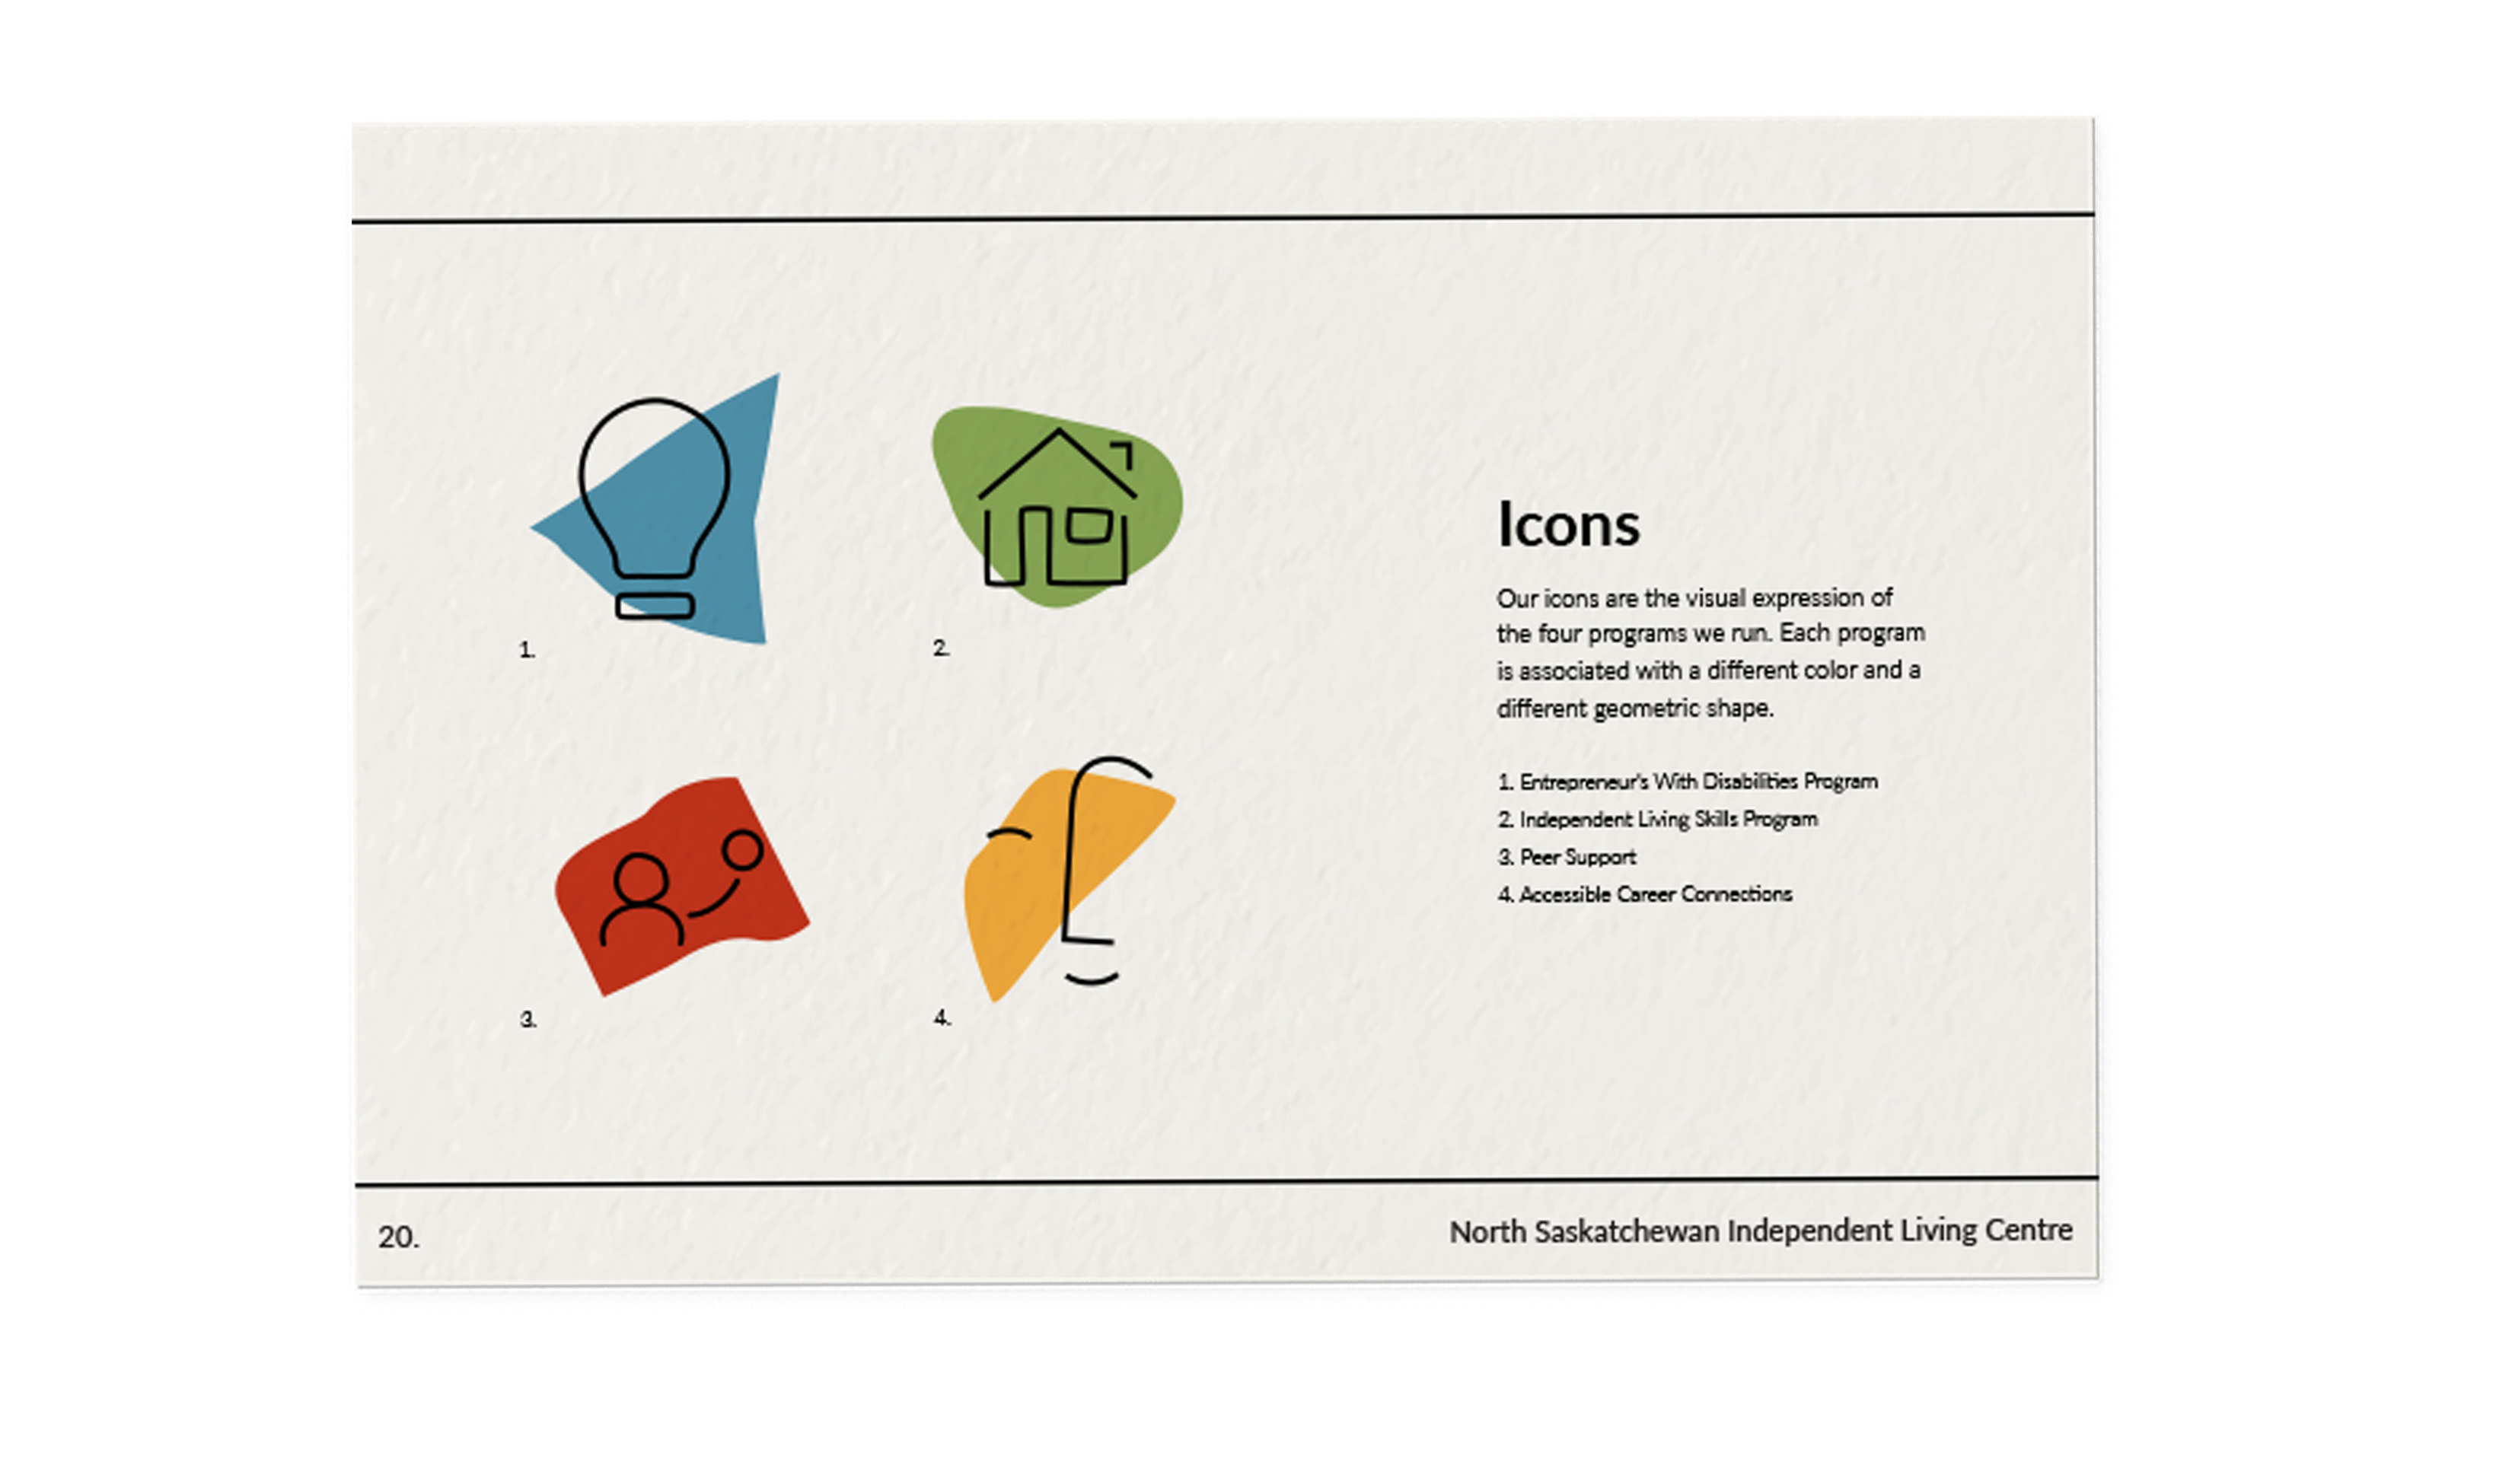 1.
2.
3.
4.
Icons
Our icons are the visual expression of
the four programs we run. Each program
is associated with a different color and a
different geometric shape.
1. Entrepreneur's With Disabilities Program
2. Independent Living Skills Program
3. Peer Support
4. Accessible Career Connections
20.
North Saskatchewan Independent Living Centre